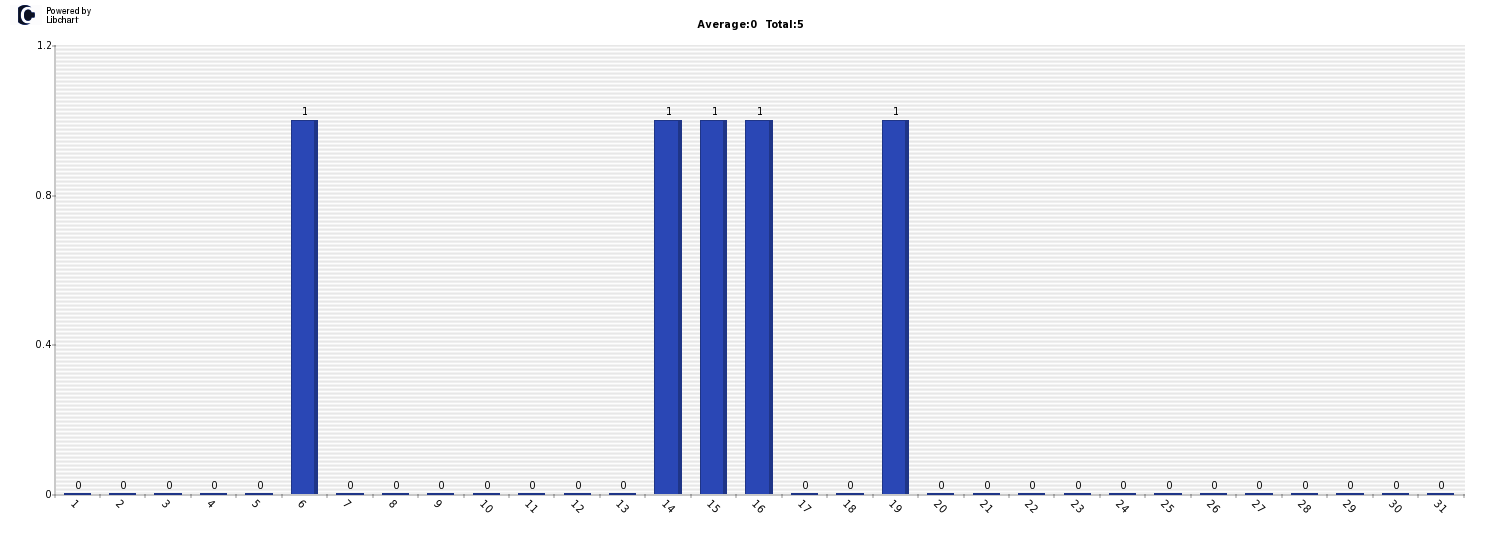 Powered by
Libchart
Average:0 Total:5
1.2
0.8
0.4
0
0 0 0 0 0 1 0 0 0 0 0 0 0 1 1 1 0 0 1 0 0 0 0 0 0 0 0 0 0 0 0
1 2 3 4 5 6 7 8 9 10 11 12 13 14 15 16 17 18 19 20 21 22 23 24 25 26 27 28 29 30 31